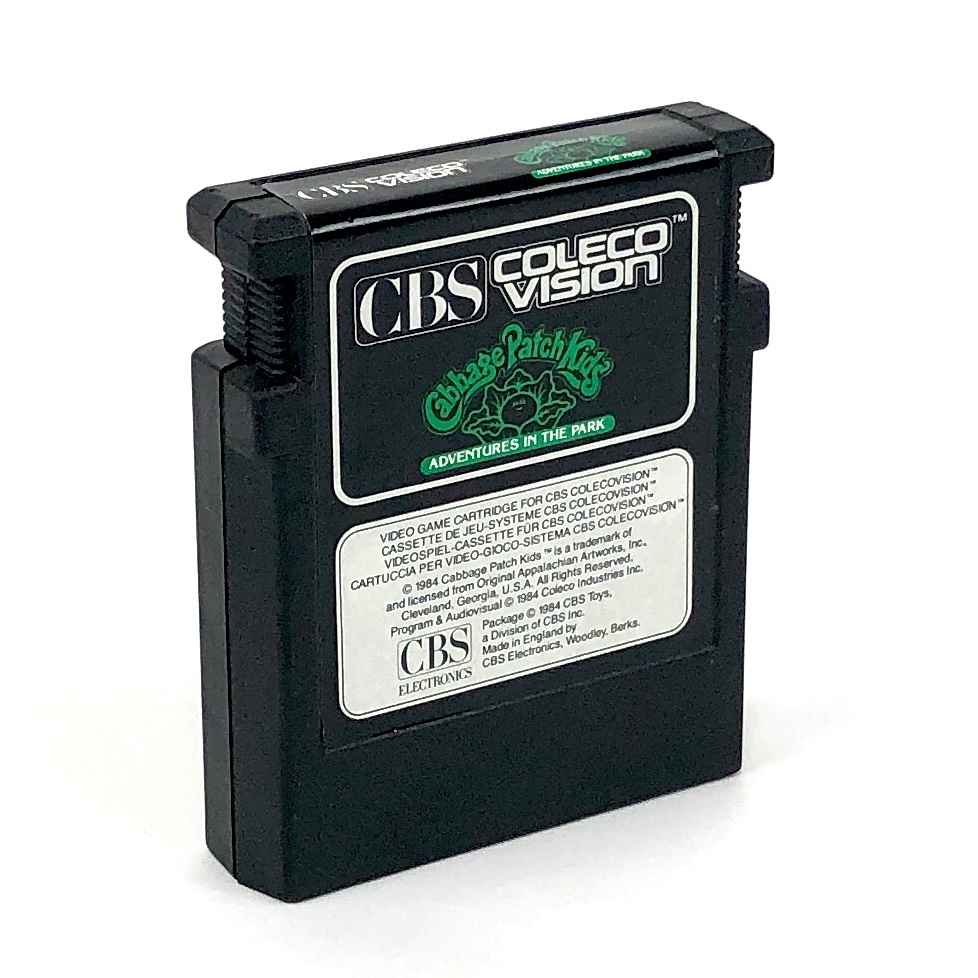 CBS COLECO VISION™
ADVENTURES IN THE PARK
CBS COLECO VISION™
Cabbage Patch Kids
ADVENTURES IN THE PARK
VIDEO GAME CARTRIDGE FOR CBS COLECOVISION™
CASSETTE DE JEU-SYSTEME CBS COLECOVISION™
VIDEOSPIEL-CASSETTE FÜR CBS COLECOVISION™
CARTUCCIA PER VIDEO-GIOCO-SISTEMA CBS COLECOVISION™
© 1984 Cabbage Patch Kids ™ is a trademark of
and licensed from Original Appalachian Artworks, Inc.,
Cleveland, Georgia, U.S.A. All Rights Reserved.
Program & Audiovisual © 1984 Coleco Industries Inc.
Package © 1984 CBS Toys,
a Division of CBS Inc.
Made in England by
CBS Electronics, Woodley, Berks.
CBS
ELECTRONICS